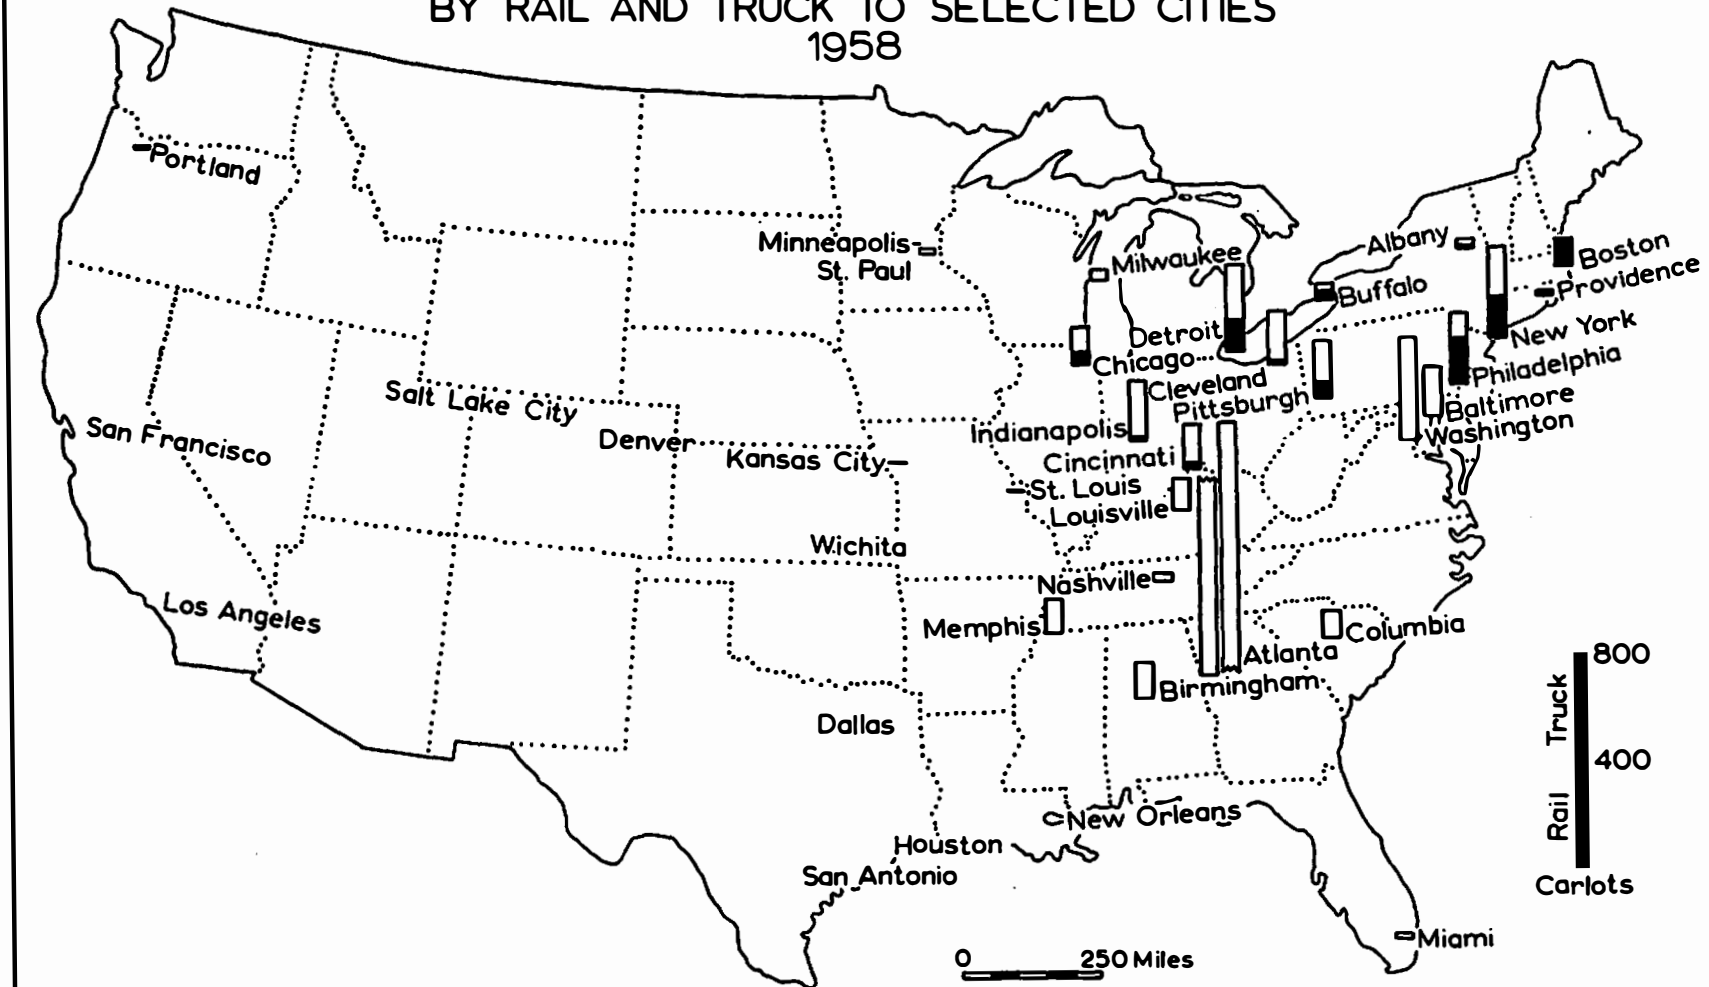 BY RAIL AND TRUCK TO SELECTED CITIES
1958
Portland
Minneapolis-
St. Paul
Milwaukee
Albany
Boston
Providence
Buffalo
Detroit
New York
Chicago
Philadelphia
Cleveland
Pittsburgh
Baltimore
Washington
Salt Lake City
San Francisco
Denver
Kansas City
Indianapolis
Cincinnati
St. Louis
Louisville
Wichita
Nashville
Los Angeles
Memphis
Columbia
Atlanta
Birmingham
Dallas
New Orleans
Houston
San Antonio
Miami
800
Truck
400
Rail
Carlots
0 250 Miles